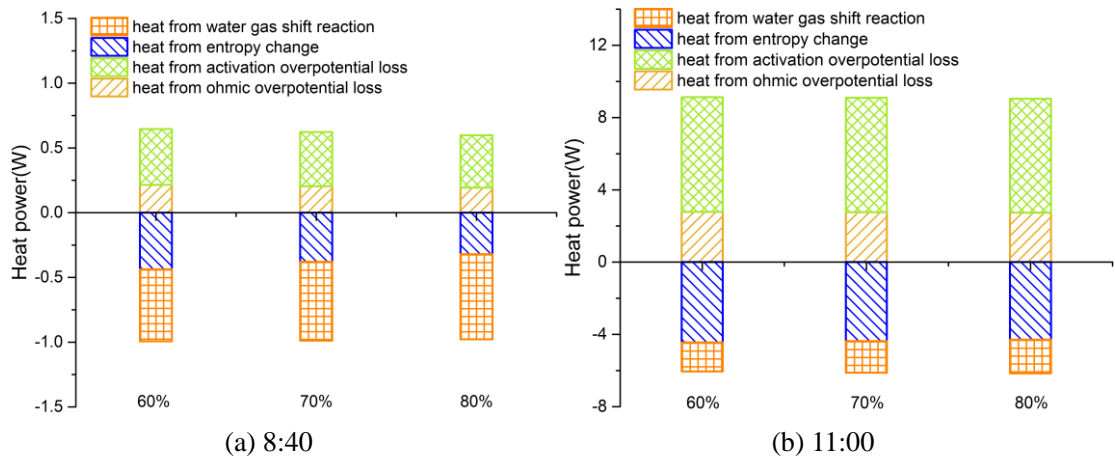 1.5
1.0
0.5
0.0
-0.5
-1.0
-1.5
Heat power(W)
heat from water gas shift reaction
heat from entropy change
heat from activation overpotential loss
heat from ohmic overpotential loss
60%
70%
80%
(a) 8:40
12
8
4
0
-4
-8
Heat power(W)
heat from water gas shift reaction
heat from entropy change
heat from activation overpotential loss
heat from ohmic overpotential loss
60%
70%
80%
(b) 11:00